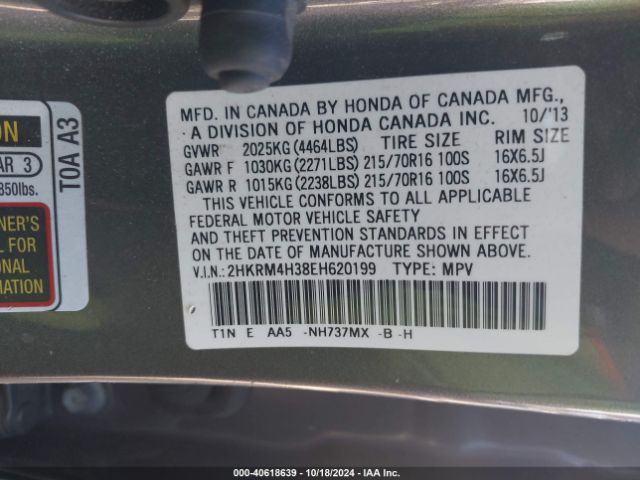 MFD. IN CANADA BY HONDA OF CANADA MFG.,
A DIVISION OF HONDA CANADA INC. 10/'13
GVWR 2025KG(4464LBS) TIRE SIZE RIM SIZE
GAWR F 1030KG(2271LBS) 215/70R16 100S 16X6.5J
GAWR R 1015KG(2238LBS) 215/70R16 100S 16X6.5J
THIS VEHICLE CONFORMS TO ALL APPLICABLE
FEDERAL MOTOR VEHICLE SAFETY
AND THEFT PREVENTION STANDARDS IN EFFECT
ON THE DATE OF MANUFACTURE SHOWN ABOVE.
V.I.N.: 2HKRM4H38EH620199 TYPE: MPV
T1N E AA5 -NH737MX -B -H
T0A A3
ON
AR 3
850lbs.
NER'S
L FOR
ONAL
MATION
000-40618639 - 10/18/2024 - IAA Inc.